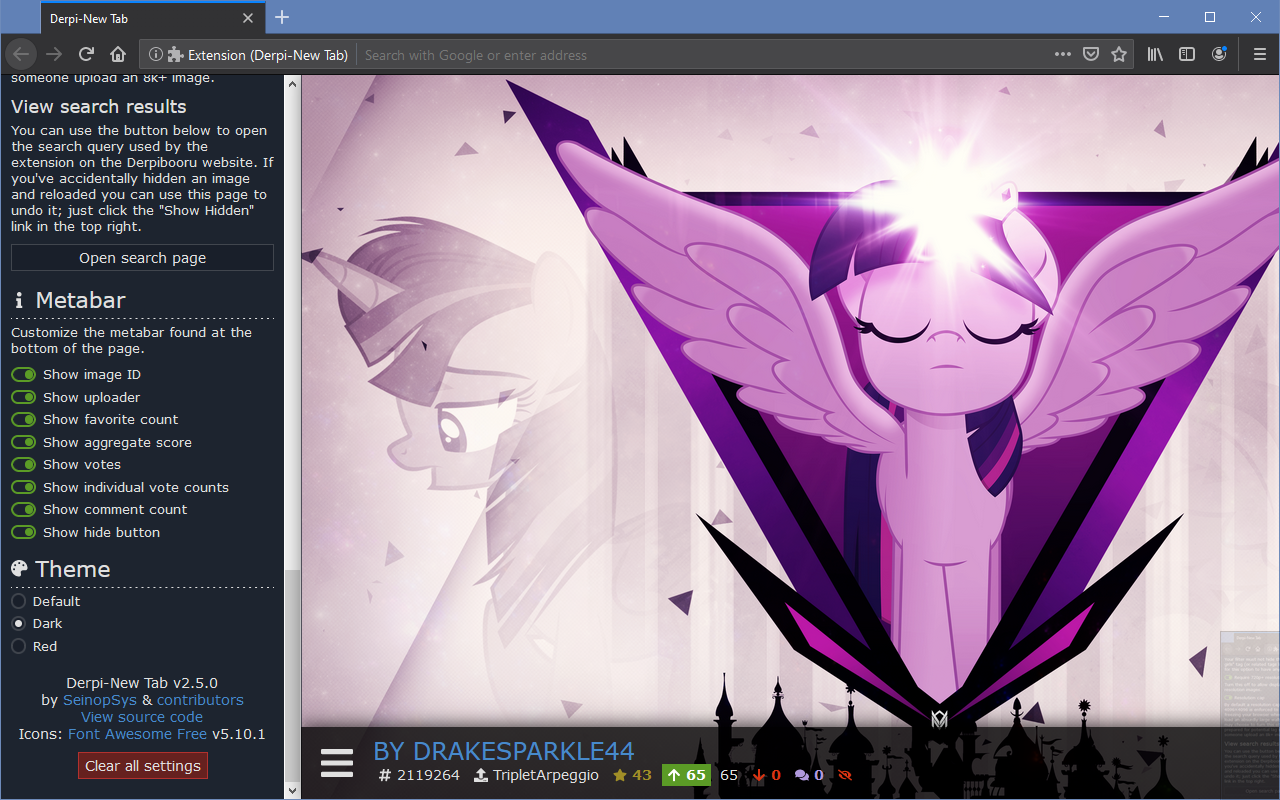 Derpi-New Tab
Extension (Derpi-New Tab)
Search with Google or enter address
someone upload an 8k+ image.
View search results
You can use the button below to open
the search query used by the
extension on the Derpibooru website. If
you've accidentally hidden an image
and reloaded you can use this page to
undo it; just click the "Show Hidden"
link in the top right.
Open search page
Metabar
Customize the metabar found at the
bottom of the page.
Show image ID
Show uploader
Show favorite count
Show aggregate score
Show votes
Show individual vote counts
Show comment count
Show hide button
Theme
Default
Dark
Red
Derpi-New Tab v2.5.0
by SeinopSys & contributors
View source code
Icons: Font Awesome Free v5.10.1
Clear all settings
BY DRAKESPARKLE44
# 2119264 TripletArpeggio 43 65 65 0 0